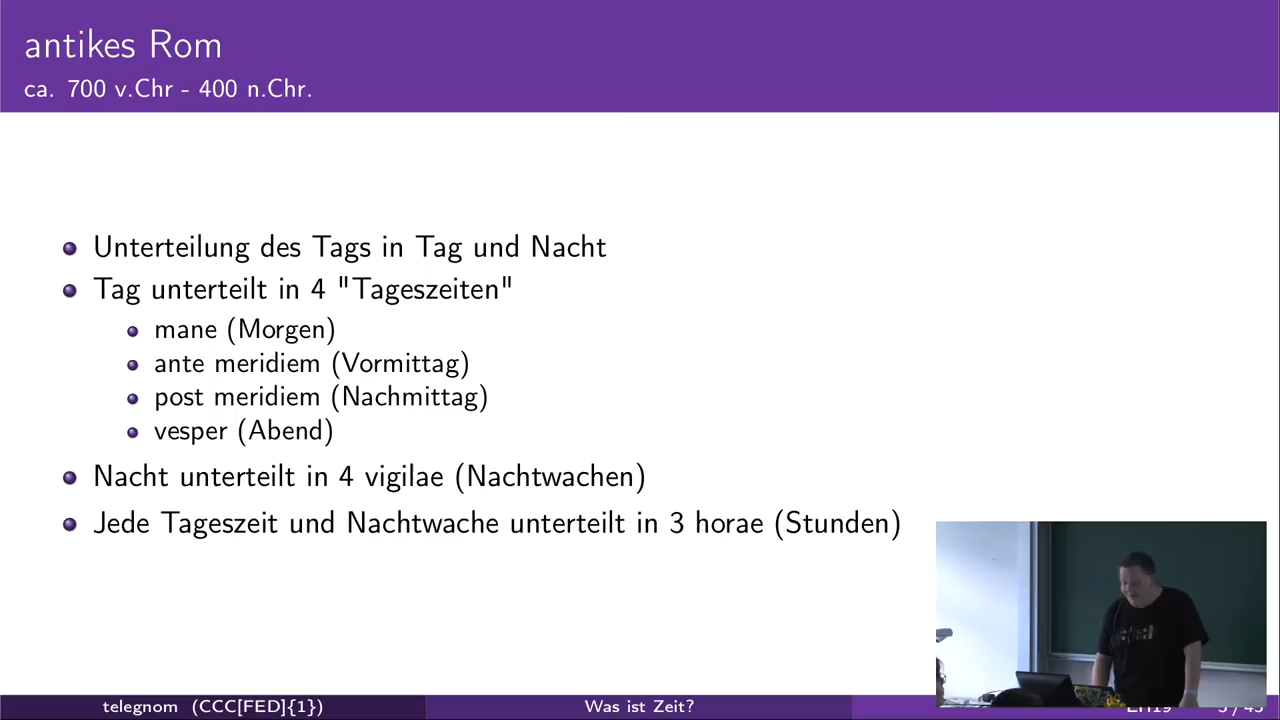 antikes Rom
ca. 700 v.Chr - 400 n.Chr.
Unterteilung des Tags in Tag und Nacht
Tag unterteilt in 4 "Tageszeiten"
mane (Morgen)
ante meridiem (Vormittag)
post meridiem (Nachmittag)
vesper (Abend)
Nacht unterteilt in 4 vigilae (Nachtwachen)
Jede Tageszeit und Nachtwache unterteilt in 3 horae (Stunden)
telegnom (CCC[FED]{1}) Was ist Zeit?